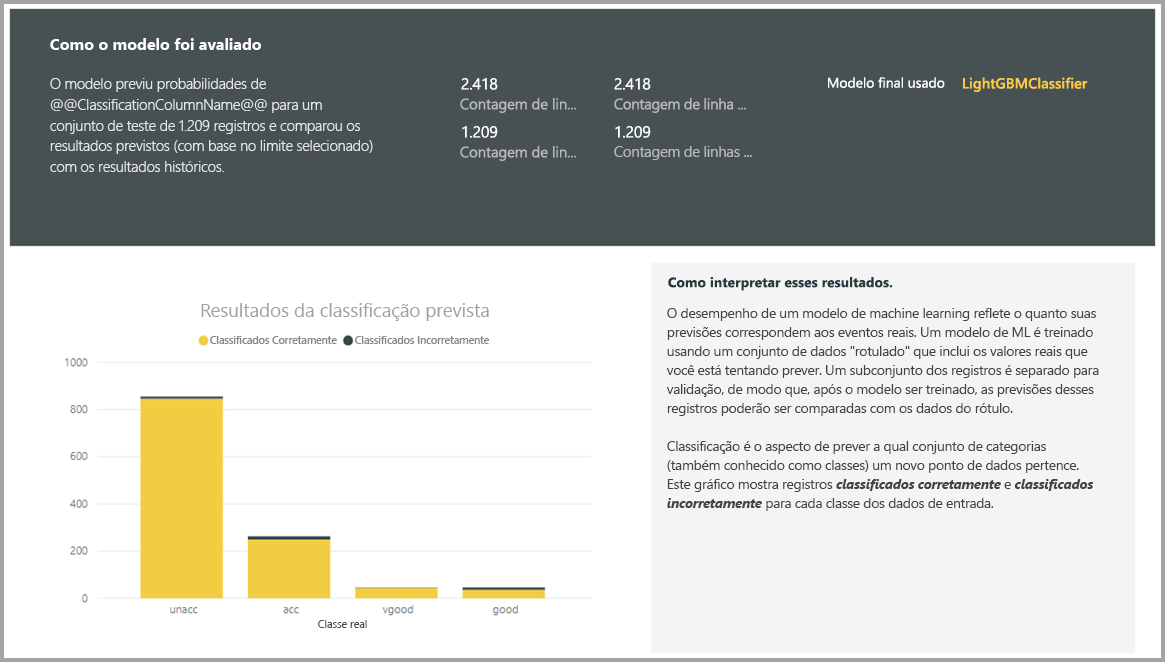 Como o modelo foi avaliado
O modelo previu probabilidades de
@@ClassificationColumnName@@ para um
conjunto de teste de 1.209 registros e comparou os
resultados previstos (com base no limite selecionado)
com os resultados históricos.
2.418
Contagem de lin...
2.418
Contagem de linha ...
1.209
Contagem de lin...
1.209
Contagem de linhas ...
Modelo final usado LightGBMClassifier
Resultados da classificação prevista
Classificados Corretamente Classificados Incorretamente
1000
800
600
400
200
0
unacc acc vgood good
Classe real
Como interpretar esses resultados.
O desempenho de um modelo de machine learning reflete o quanto suas
previsões correspondem aos eventos reais. Um modelo de ML é treinado
usando um conjunto de dados "rotulado" que inclui os valores reais que
você está tentando prever. Um subconjunto dos registros é separado para
validação, de modo que, após o modelo ser treinado, as previsões desses
registros poderão ser comparadas com os dados do rótulo.
Classificação é o aspecto de prever a qual conjunto de categorias
(também conhecido como classes) um novo ponto de dados pertence.
Este gráfico mostra registros classificados corretamente e classificados
incorretamente para cada classe dos dados de entrada.